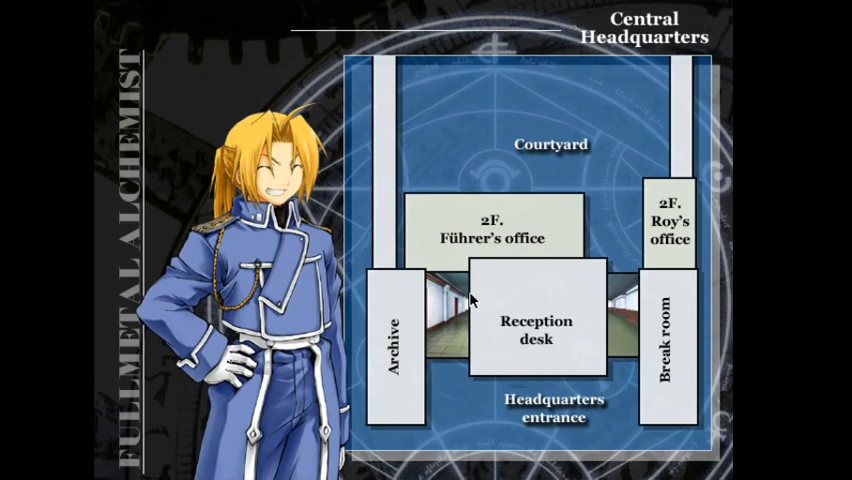 Central
Headquarters
FULLMETAL ALCHEMIST
Courtyard
2F.
Führer's office
2F.
Roy's
office
Archive
Reception
desk
Break room
Headquarters
entrance